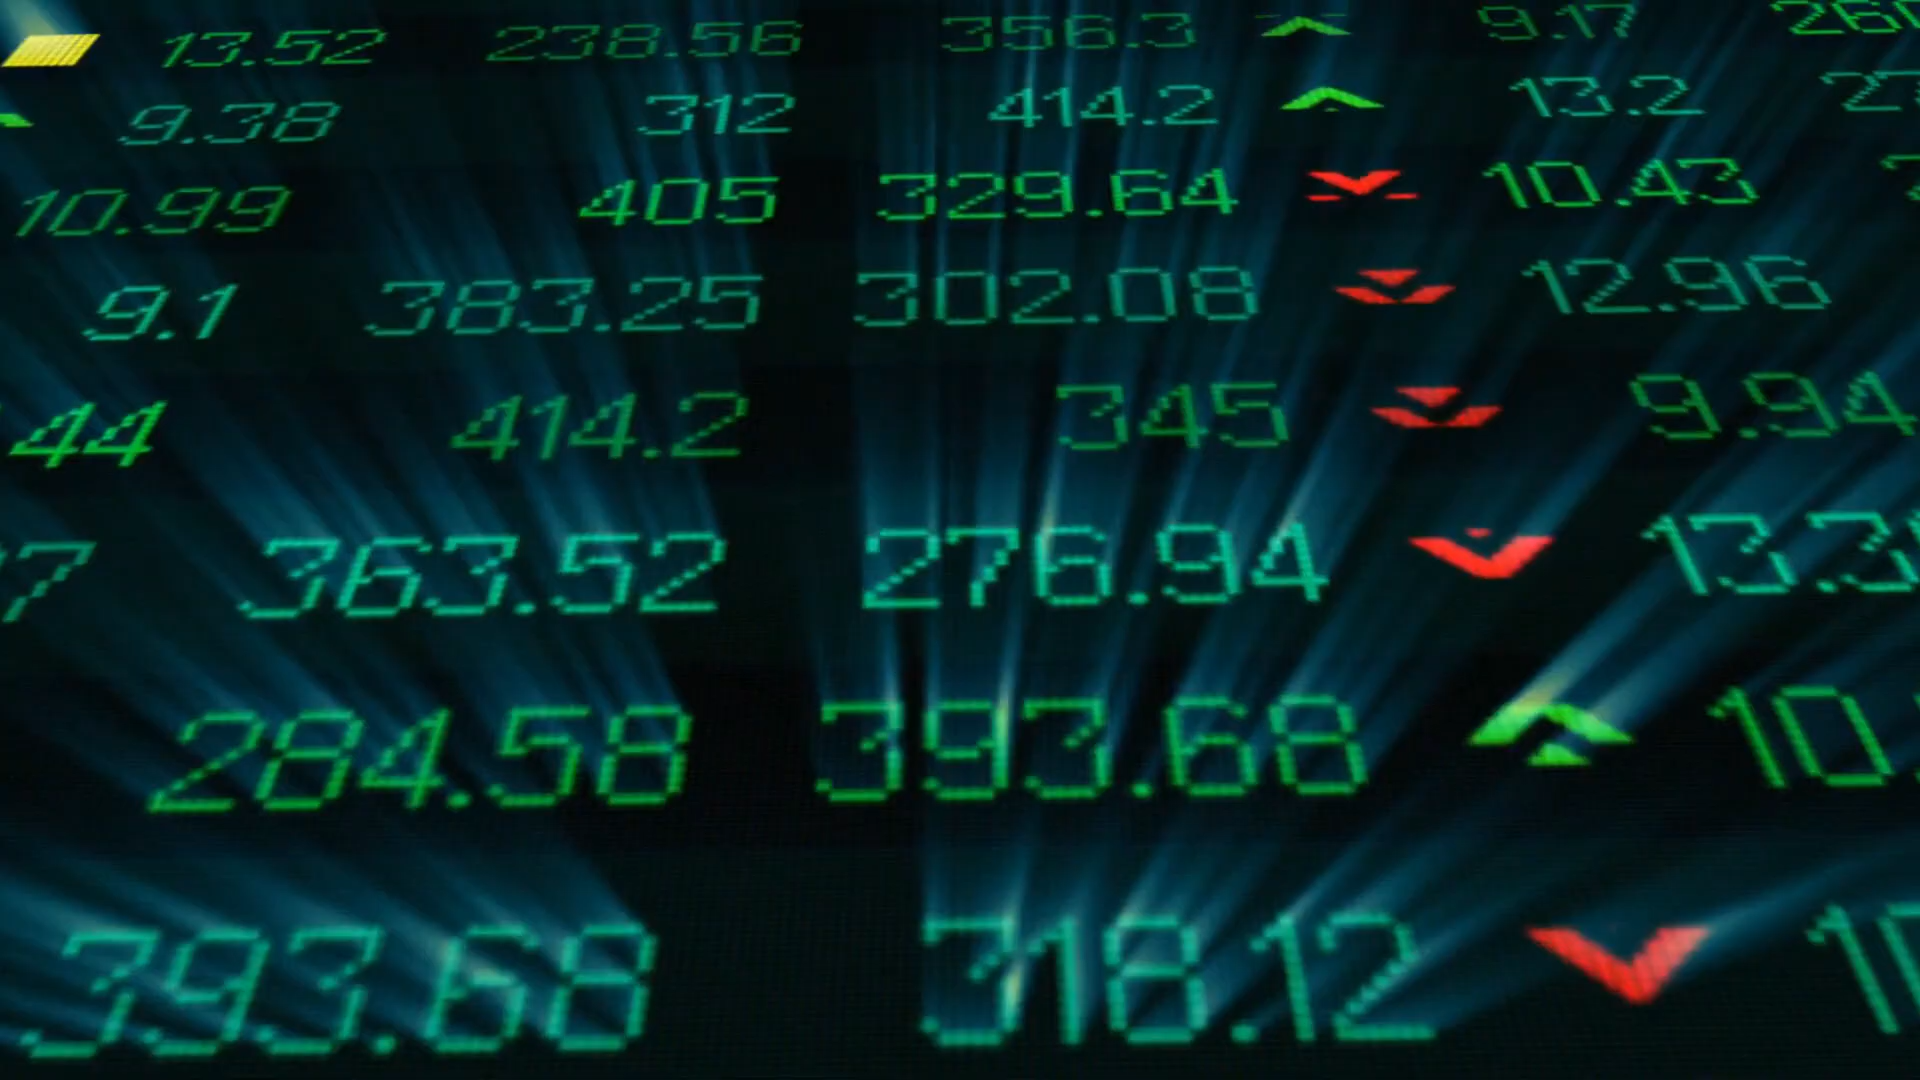 13.52 238.56 356.3 9.17
9.38 312 414.2 13.2
10.99 405 329.64 10.43
9.1 383.25 302.08 12.96
44 414.2 345 9.94
363.52 276.94
284.58 393.68
393.68 318.12